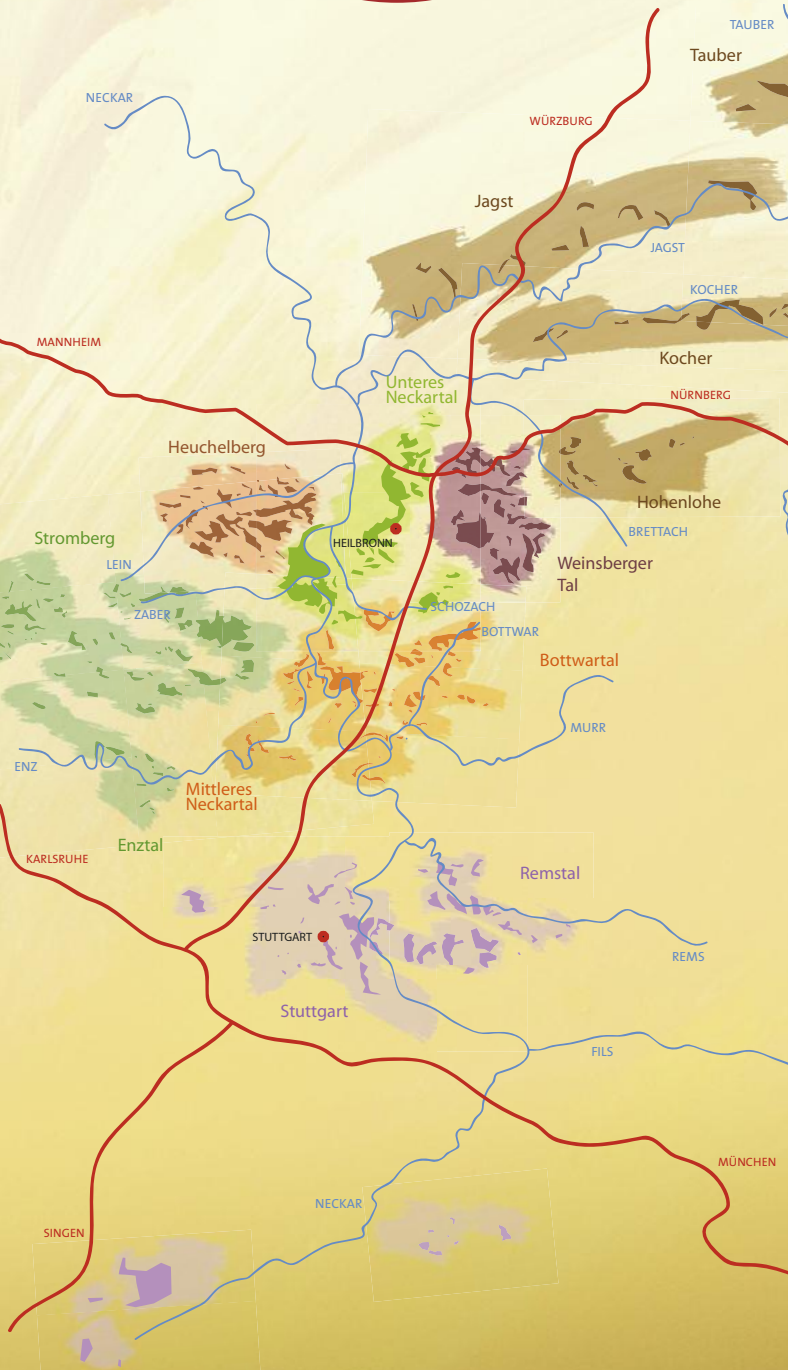 TAUBER
Tauber
NECKAR
WÜRZBURG
Jagst
JAGST
KOCHER
MANNHEIM
Kocher
Unteres
Neckartal
NÜRNBERG
Heuchelberg
Hohenlohe
Stromberg
HEILBRONN
BRETTACH
LEIN
Weinsberger
Tal
ZABER
SCHOZACH
BOTTWAR
Bottwartal
MURR
ENZ
Mittleres
Neckartal
Enztal
KARLSRUHE
Remstal
STUTTGART
REMS
Stuttgart
FILS
MÜNCHEN
NECKAR
SINGEN